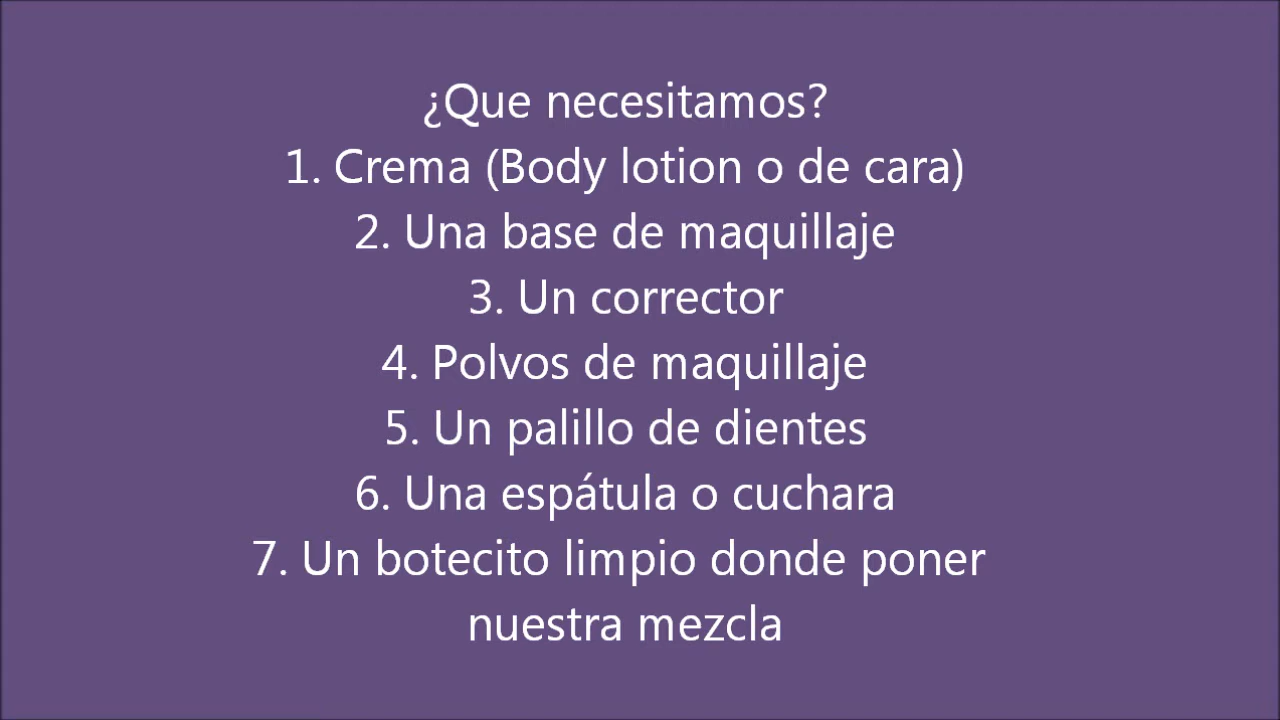 ¿Que necesitamos?
1. Crema (Body lotion o de cara)
2. Una base de maquillaje
3. Un corrector
4. Polvos de maquillaje
5. Un palillo de dientes
6. Una espátula o cuchara
7. Un botecito limpio donde poner
nuestra mezcla